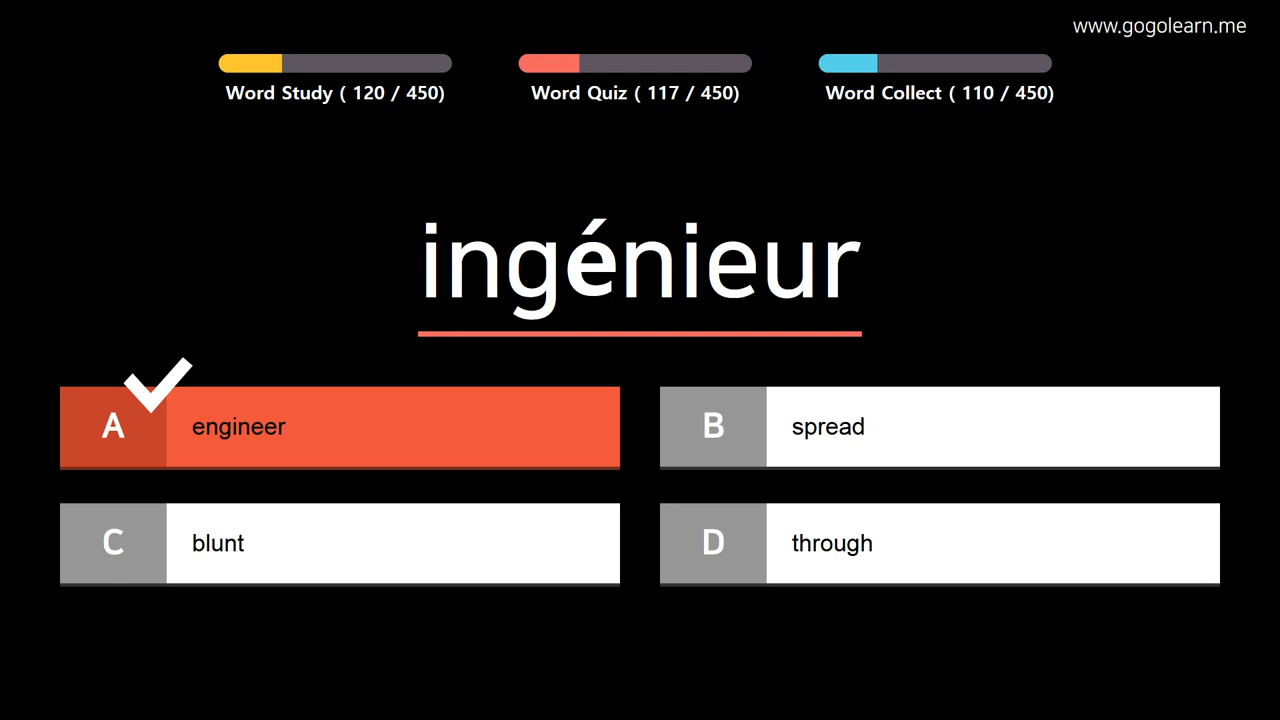 www.gogolearn.me
Word Study ( 120 / 450)
Word Quiz ( 117 / 450)
Word Collect ( 110 / 450)
ingénieur
A engineer
B spread
C blunt
D through